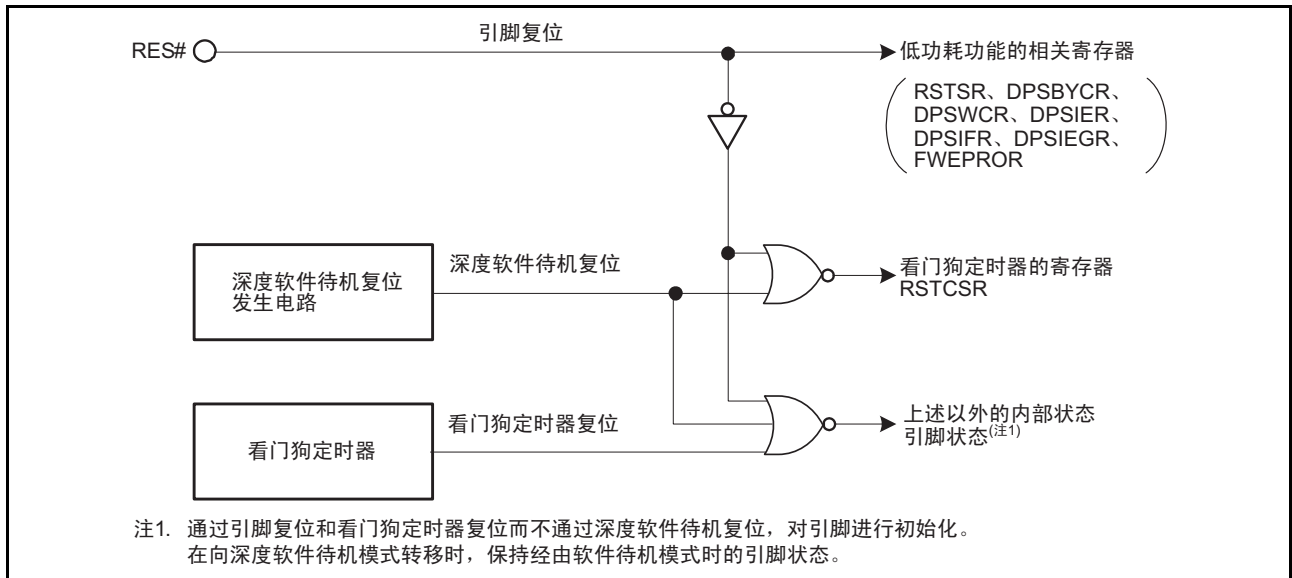 引脚复位
RES#
低功耗功能的相关寄存器
RSTSR、DPSBYCR、
DPSWCR、DPSIER、
DPSIFR、DPSIEGR、
FWEPROR
深度软件待机复位
发生电路
深度软件待机复位
看门狗定时器的寄存器
RSTCSR
看门狗定时器
看门狗定时器复位
上述以外的内部状态
引脚状态(注1)
注1. 通过引脚复位和看门狗定时器复位而不通过深度软件待机复位，对引脚进行初始化。
在向深度软件待机模式转移时，保持经由软件待机模式时的引脚状态。